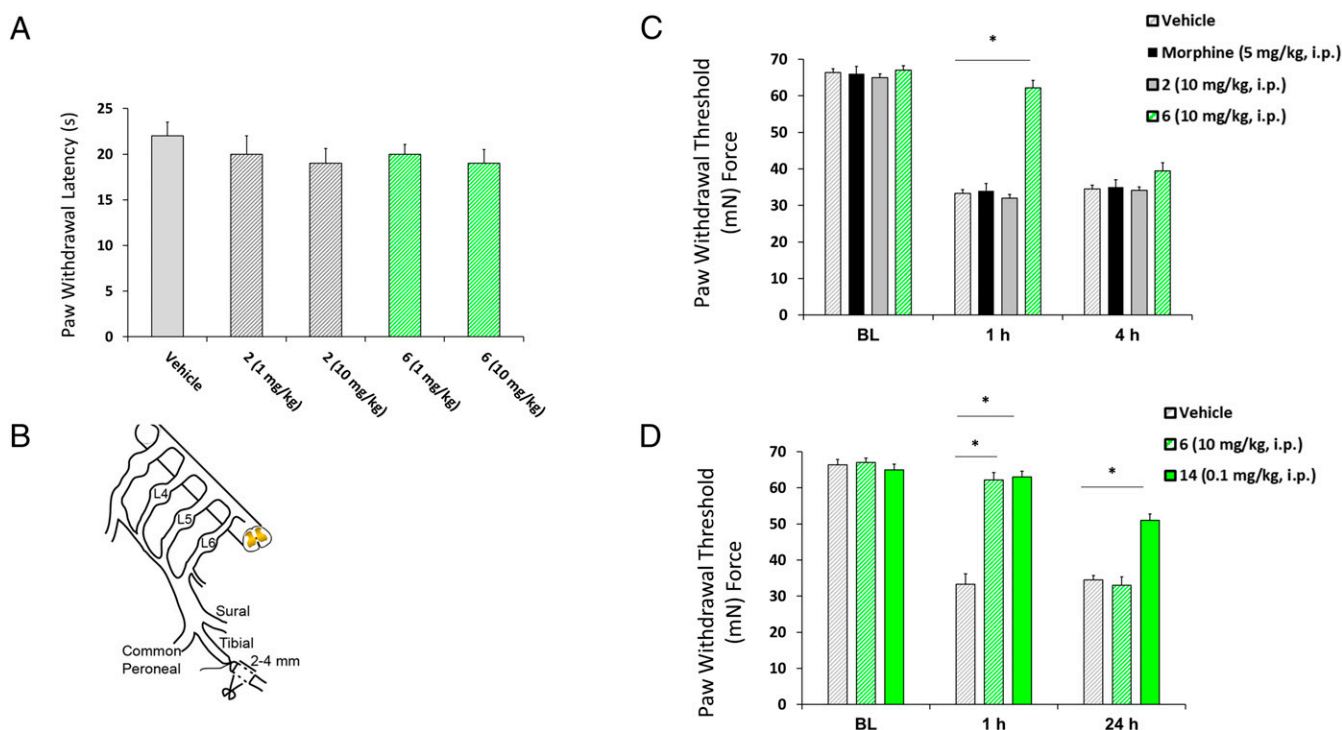 A
Paw Withdrawal Latency (s)
25
20
15
10
5
0
Vehicle
2 (1 mg/kg)
2 (10 mg/kg)
6 (1 mg/kg)
6 (10 mg/kg)
B
L4
L5
L6
Sural
Tibial
Common
Peroneal
2-4 mm
C
Vehicle
Morphine (5 mg/kg, i.p.)
2 (10 mg/kg, i.p.)
6 (10 mg/kg, i.p.)
Paw Withdrawal Threshold
(mN) Force
70
60
50
40
30
20
10
0
*
BL
1 h
4 h
D
Vehicle
6 (10 mg/kg, i.p.)
14 (0.1 mg/kg, i.p.)
Paw Withdrawal Threshold
(mN) Force
70
60
50
40
30
20
10
0
*
*
*
BL
1 h
24 h